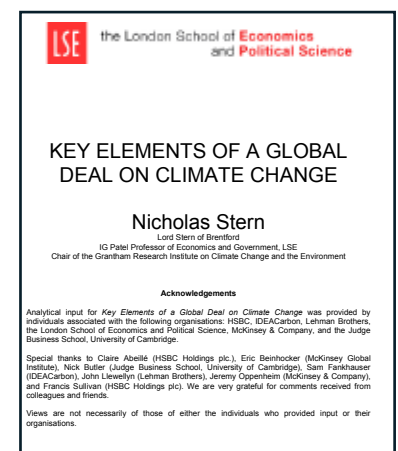 LSE
the London School of Economics
and Political Science
KEY ELEMENTS OF A GLOBAL
DEAL ON CLIMATE CHANGE
Nicholas Stern
Lord Stern of Brentford
IG Patel Professor of Economics and Government, LSE
Chair of the Grantham Research Institute on Climate Change and the Environment
Acknowledgements
Analytical input for Key Elements of a Global Deal on Climate Change was provided by
individuals associated with the following organisations: HSBC, IDEACarbon, Lehman Brothers,
the London School of Economics and Political Science, McKinsey & Company, and the Judge
Business School, University of Cambridge.
Special thanks to Claire Abeillé (HSBC Holdings plc.), Eric Beinhocker (McKinsey Global
Institute), Nick Butler (Judge Business School, University of Cambridge), Sam Fankhauser
(IDEACarbon), John Llewellyn (Lehman Brothers), Jeremy Oppenheim (McKinsey & Company),
and Francis Sullivan (HSBC Holdings plc). We are very grateful for comments received from
colleagues and friends.
Views are not necessarily of those of either the individuals who provided input or their
organisations.